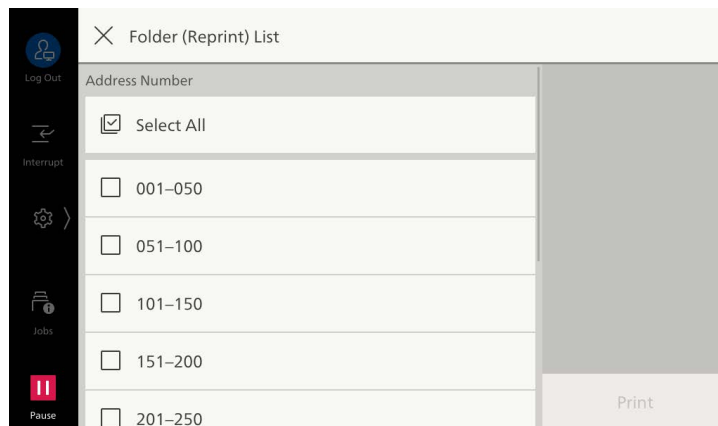 Folder (Reprint) List
Log Out
Address Number
Select All
Interrupt
001–050
051–100
101–150
Jobs
151–200
Print
Pause
201–250